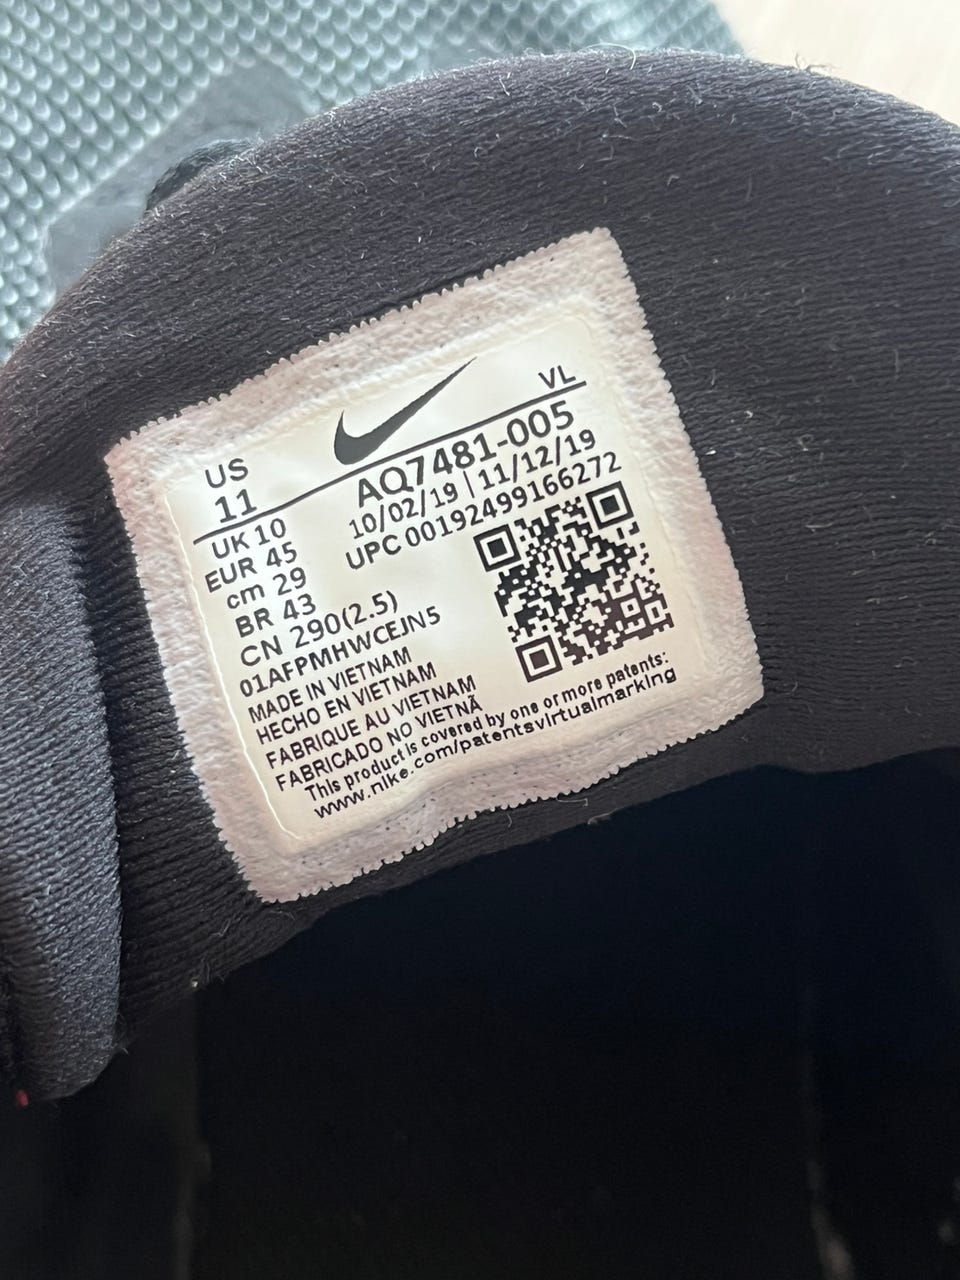 VL
US
11
AQ7481-005
10/02/19 | 11/12/19
UPC 00192499166272
UK 10
EUR 45
cm 29
BR 43
CN 290(2.5)
01AFPMHWCEJN5
MADE IN VIETNAM
HECHO EN VIETNAM
FABRIQUE AU VIETNAM
FABRICADO NO VIETNÃ
This product is covered by one or more patents:
www.nike.com/patentsvirtualmarking